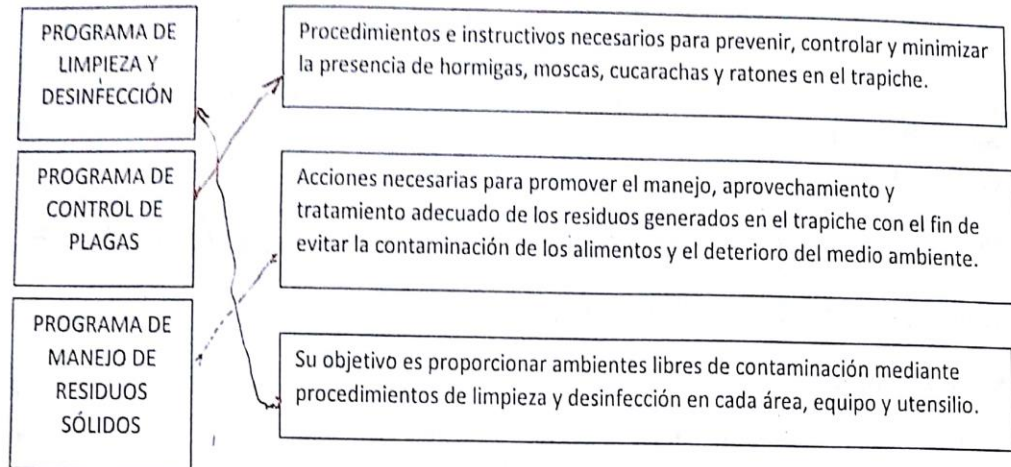 PROGRAMA DE
LIMPIEZA Y
DESINFECCIÓN
Procedimientos e instructivos necesarios para prevenir, controlar y minimizar
la presencia de hormigas, moscas, cucarachas y ratones en el trapiche.
PROGRAMA DE
CONTROL DE
PLAGAS
Acciones necesarias para promover el manejo, aprovechamiento y
tratamiento adecuado de los residuos generados en el trapiche con el fin de
evitar la contaminación de los alimentos y el deterioro del medio ambiente.
PROGRAMA DE
MANEJO DE
RESIDUOS
SÓLIDOS
Su objetivo es proporcionar ambientes libres de contaminación mediante
procedimientos de limpieza y desinfección en cada área, equipo y utensilio.